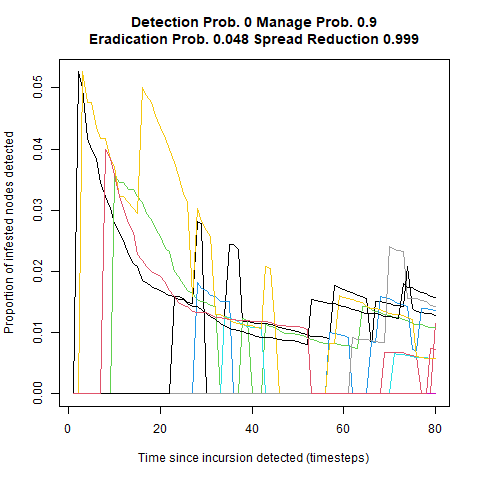 Detection Prob. 0 Manage Prob. 0.9
Eradication Prob. 0.048 Spread Reduction 0.999
Proportion of infested nodes detected
0.05
0.04
0.03
0.02
0.01
0.00
0 20 40 60 80
Time since incursion detected (timesteps)